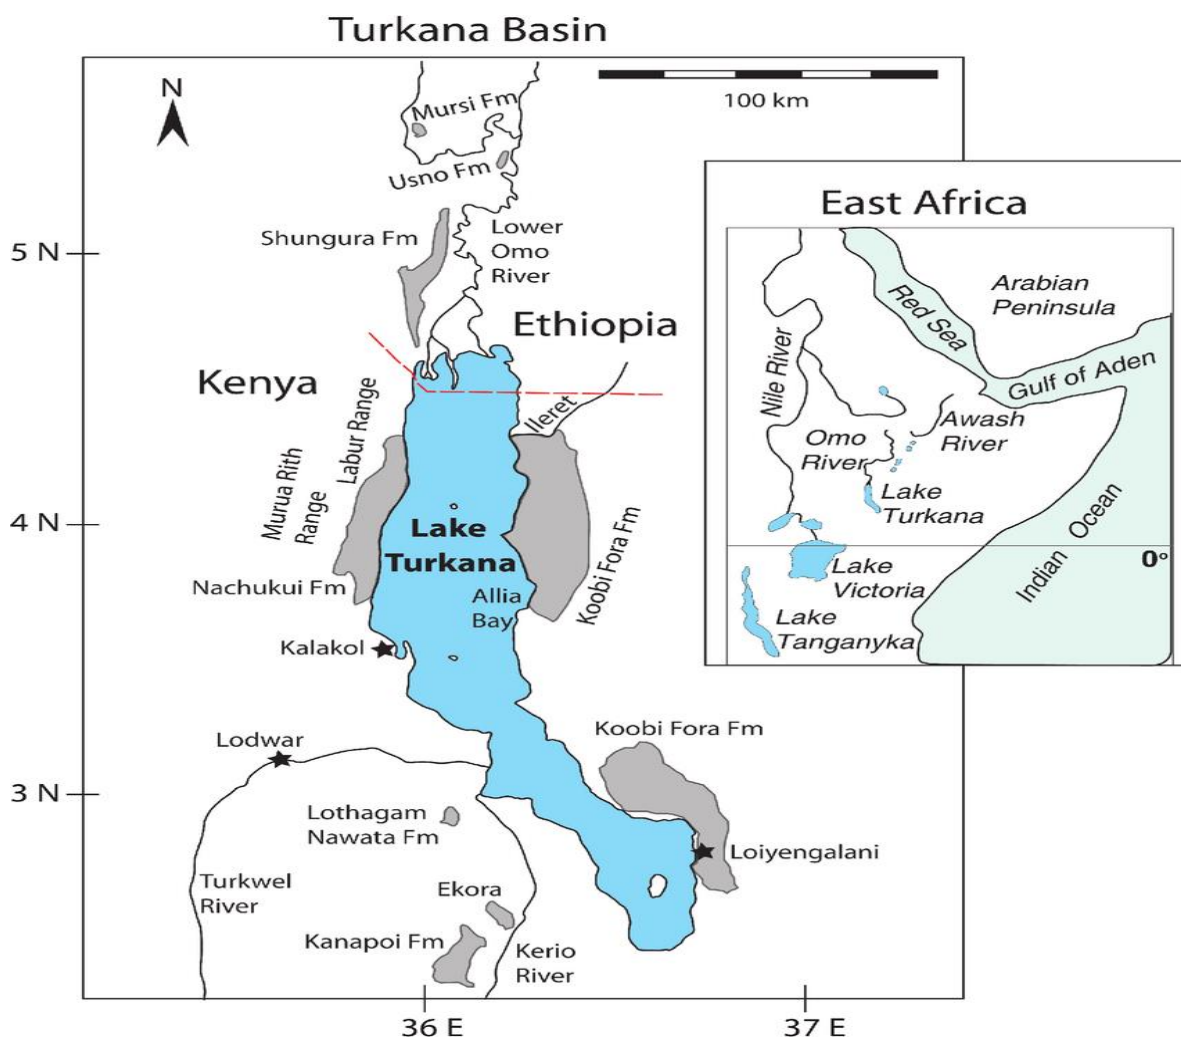 Turkana Basin
N
100 km
Mursi Fm
Usno Fm
Shungura Fm
Lower
Omo
River
5 N
Ethiopia
Kenya
Ileret
Labur Range
Murua Rith
Range
4 N
Lake
Turkana
Nachukui Fm
Allia
Bay
Koobi Fora Fm
Kalakol
Koobi Fora Fm
Lodwar
3 N
Lothagam
Nawata Fm
Loiyengalani
Turkwel
River
Ekora
Kanapoi Fm
Kerio
River
36 E
37 E
East Africa
Arabian
Peninsula
Red Sea
Nile River
Gulf of Aden
Awash
River
Omo
River
Lake
Turkana
Indian Ocean
0°
Lake
Victoria
Lake
Tanganyka